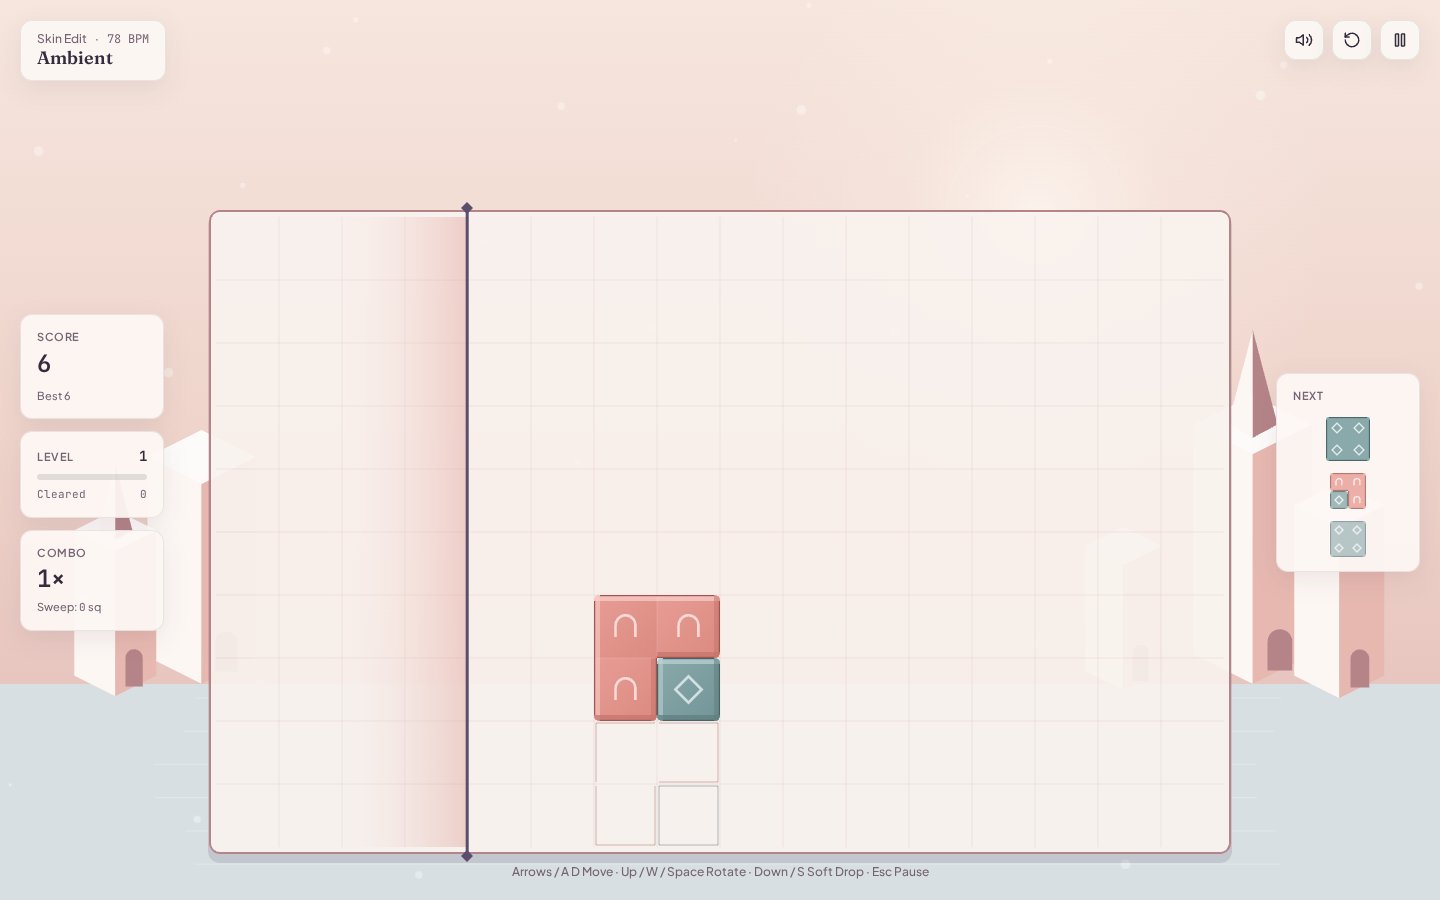 Skin Edit · 78 BPM
Ambient
SCORE
6
Best 6
LEVEL 1
Cleared 0
COMBO
1×
Sweep: 0 sq
NEXT
Arrows / A D Move · Up / W / Space Rotate · Down / S Soft Drop · Esc Pause